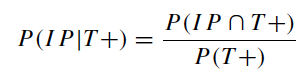 P(IP|T+) = P(IP ∩ T+) / P(T+)